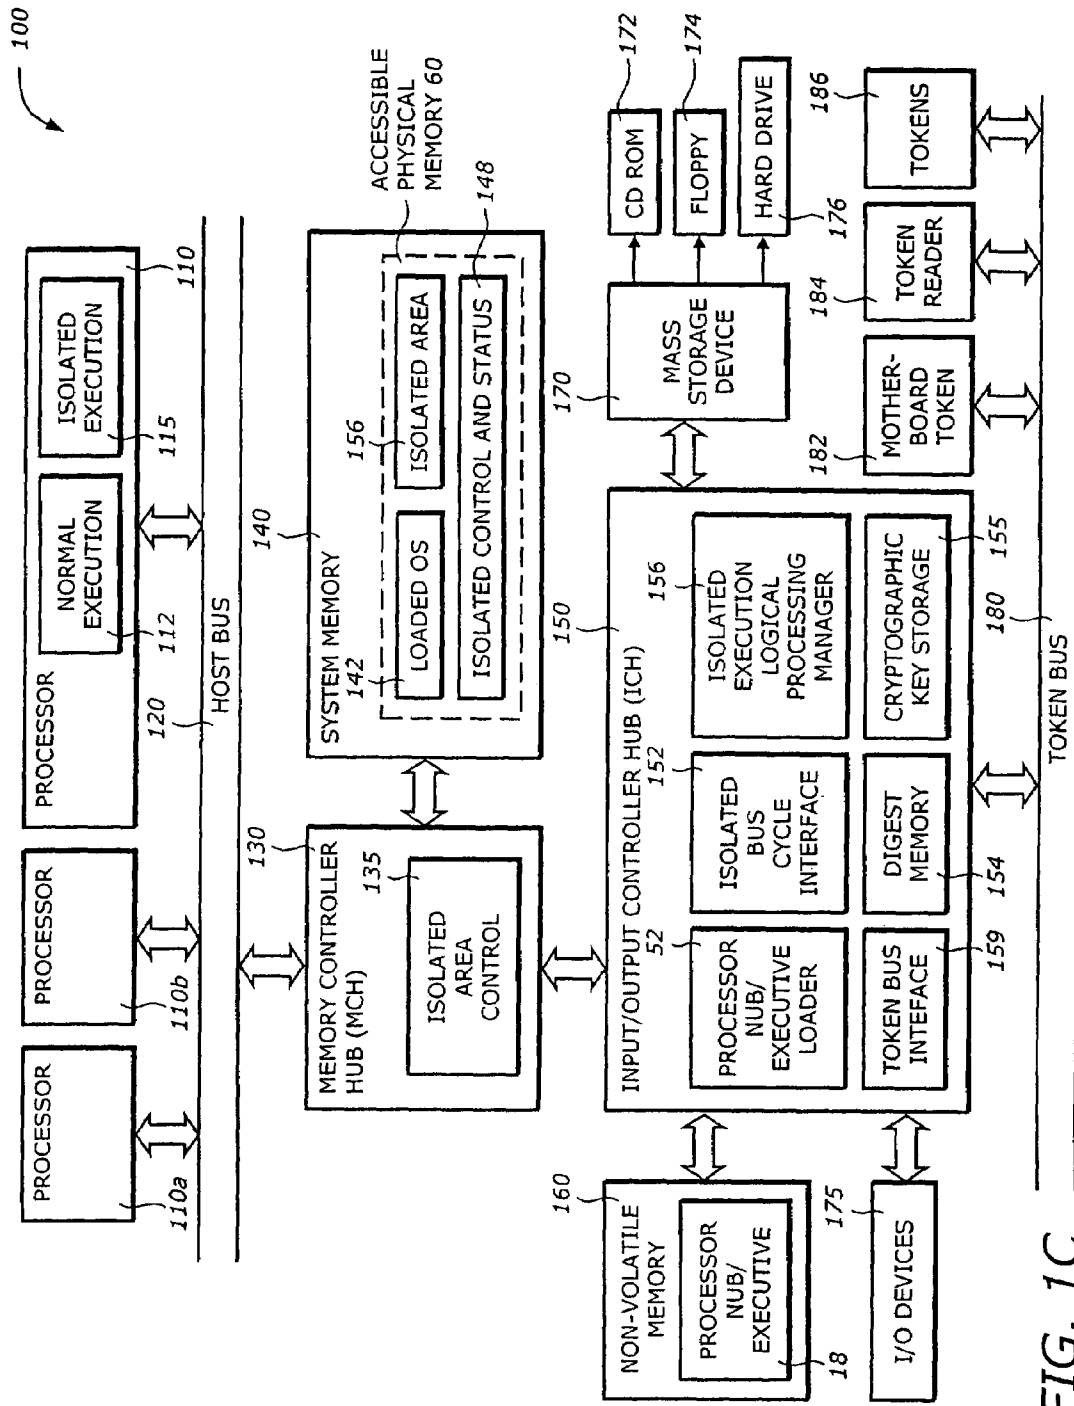 100
PROCESSOR
110a
PROCESSOR
110b
PROCESSOR
NORMAL
EXECUTION
112
ISOLATED
EXECUTION
115
110
120
HOST BUS
MEMORY CONTROLLER
HUB (MCH)
130
ISOLATED
AREA
CONTROL
135
SYSTEM MEMORY
140
142
LOADED OS
156
ISOLATED AREA
ISOLATED CONTROL AND STATUS
148
ACCESSIBLE
PHYSICAL
MEMORY 60
NON-VOLATILE
MEMORY
160
PROCESSOR
NUB/
EXECUTIVE
18
INPUT/OUTPUT CONTROLLER HUB (ICH)
150
52
PROCESSOR
NUB/
EXECUTIVE
LOADER
152
ISOLATED
BUS
CYCLE
INTERFACE
156
ISOLATED
EXECUTION
LOGICAL
PROCESSING
MANAGER
TOKEN BUS
INTEFACE
159
DIGEST
MEMORY
154
CRYPTOGRAPHIC
KEY STORAGE
155
170
MASS
STORAGE
DEVICE
CD ROM
172
FLOPPY
174
HARD DRIVE
176
175
I/O DEVICES
182
MOTHER-
BOARD
TOKEN
184
TOKEN
READER
186
TOKENS
180
TOKEN BUS
FIG. 1C